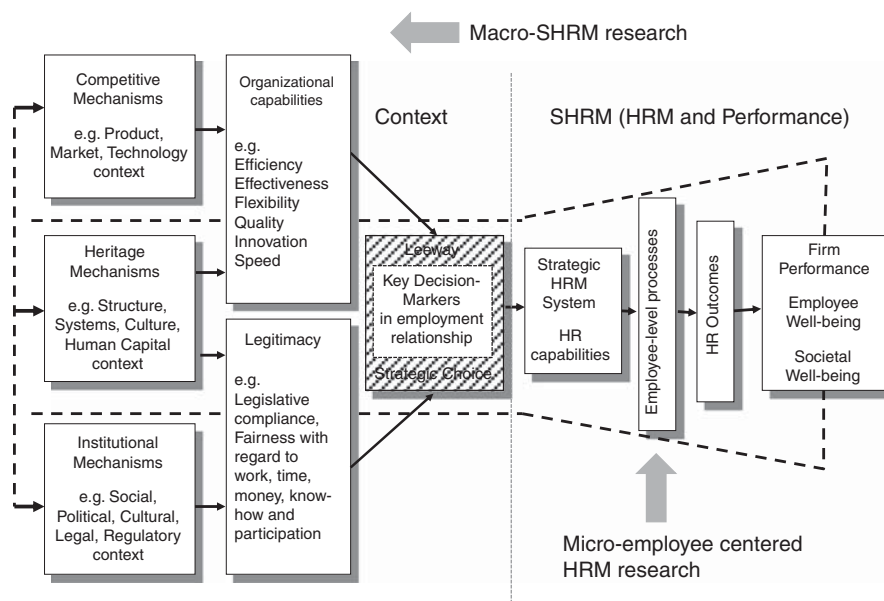 Macro-SHRM research
Competitive
Mechanisms
e.g. Product,
Market, Technology
context
Organizational
capabilities
e.g.
Efficiency
Effectiveness
Flexibility
Quality
Innovation
Speed
Context
SHRM (HRM and Performance)
Heritage
Mechanisms
e.g. Structure,
Systems, Culture,
Human Capital
context
Legitimacy
e.g.
Legislative
compliance,
Fairness with
regard to
work, time,
money, know-
how and
participation
Institutional
Mechanisms
e.g. Social,
Political, Cultural,
Legal, Regulatory
context
Leeway
Key Decision-
Markers
in employment
relationship
Strategic Choice
Strategic
HRM
System
HR
capabilities
Employee-level processes
HR Outcomes
Firm
Performance
Employee
Well-being
Societal
Well-being
Micro-employee centered
HRM research